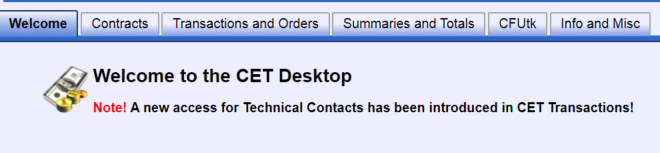 Welcome Contracts Transactions and Orders Summaries and Totals CFUtk Info and Misc
Welcome to the CET Desktop
Note! A new access for Technical Contacts has been introduced in CET Transactions!